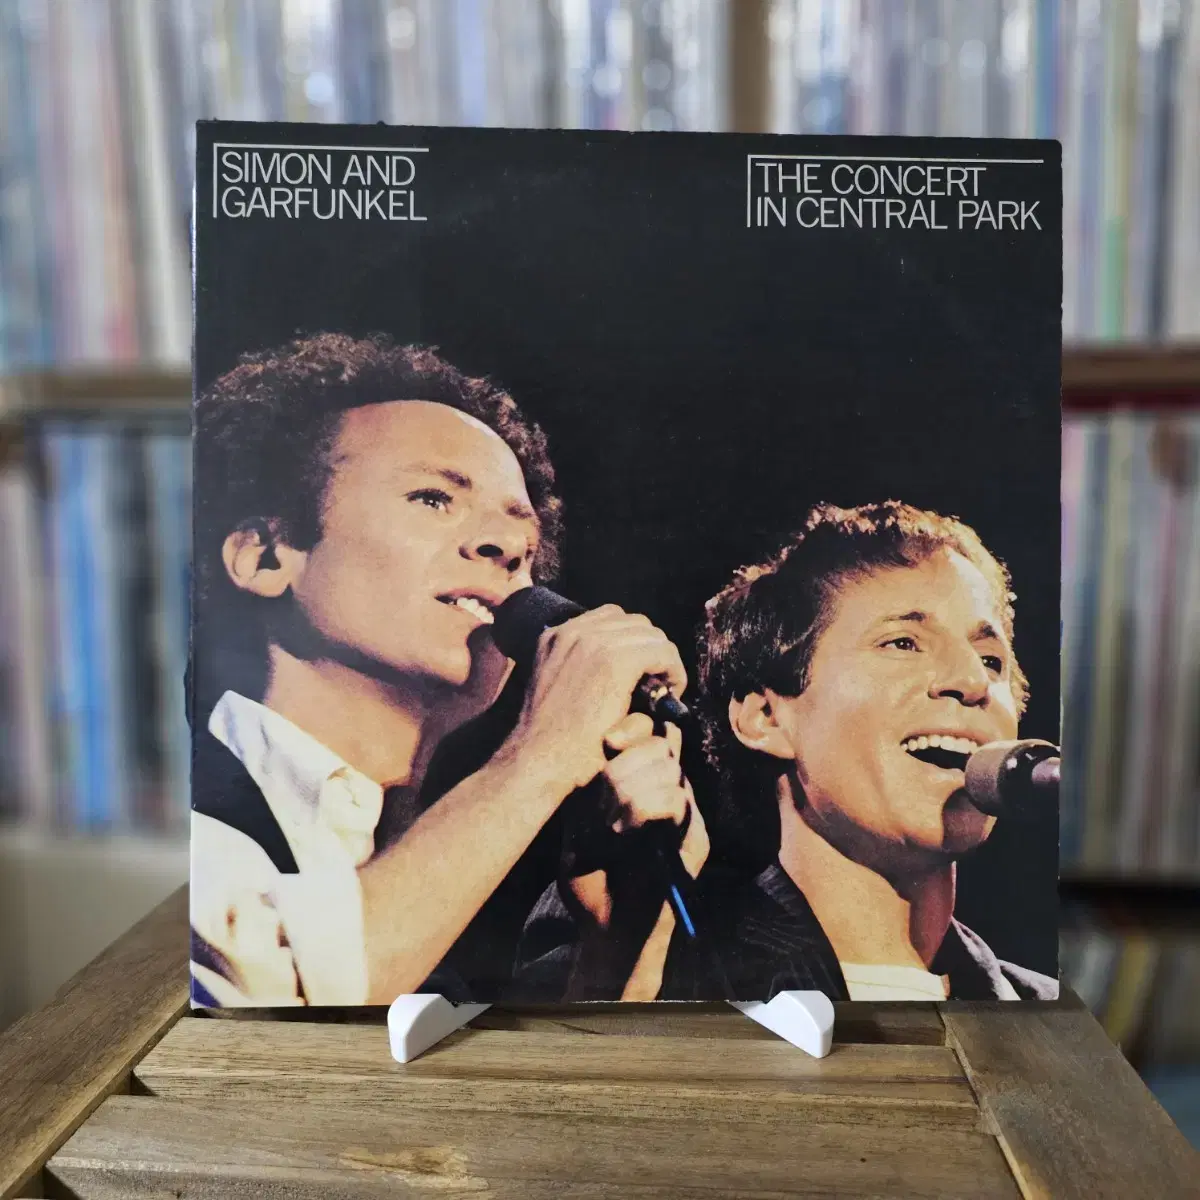 SIMON AND
GARFUNKEL
THE CONCERT
IN CENTRAL PARK